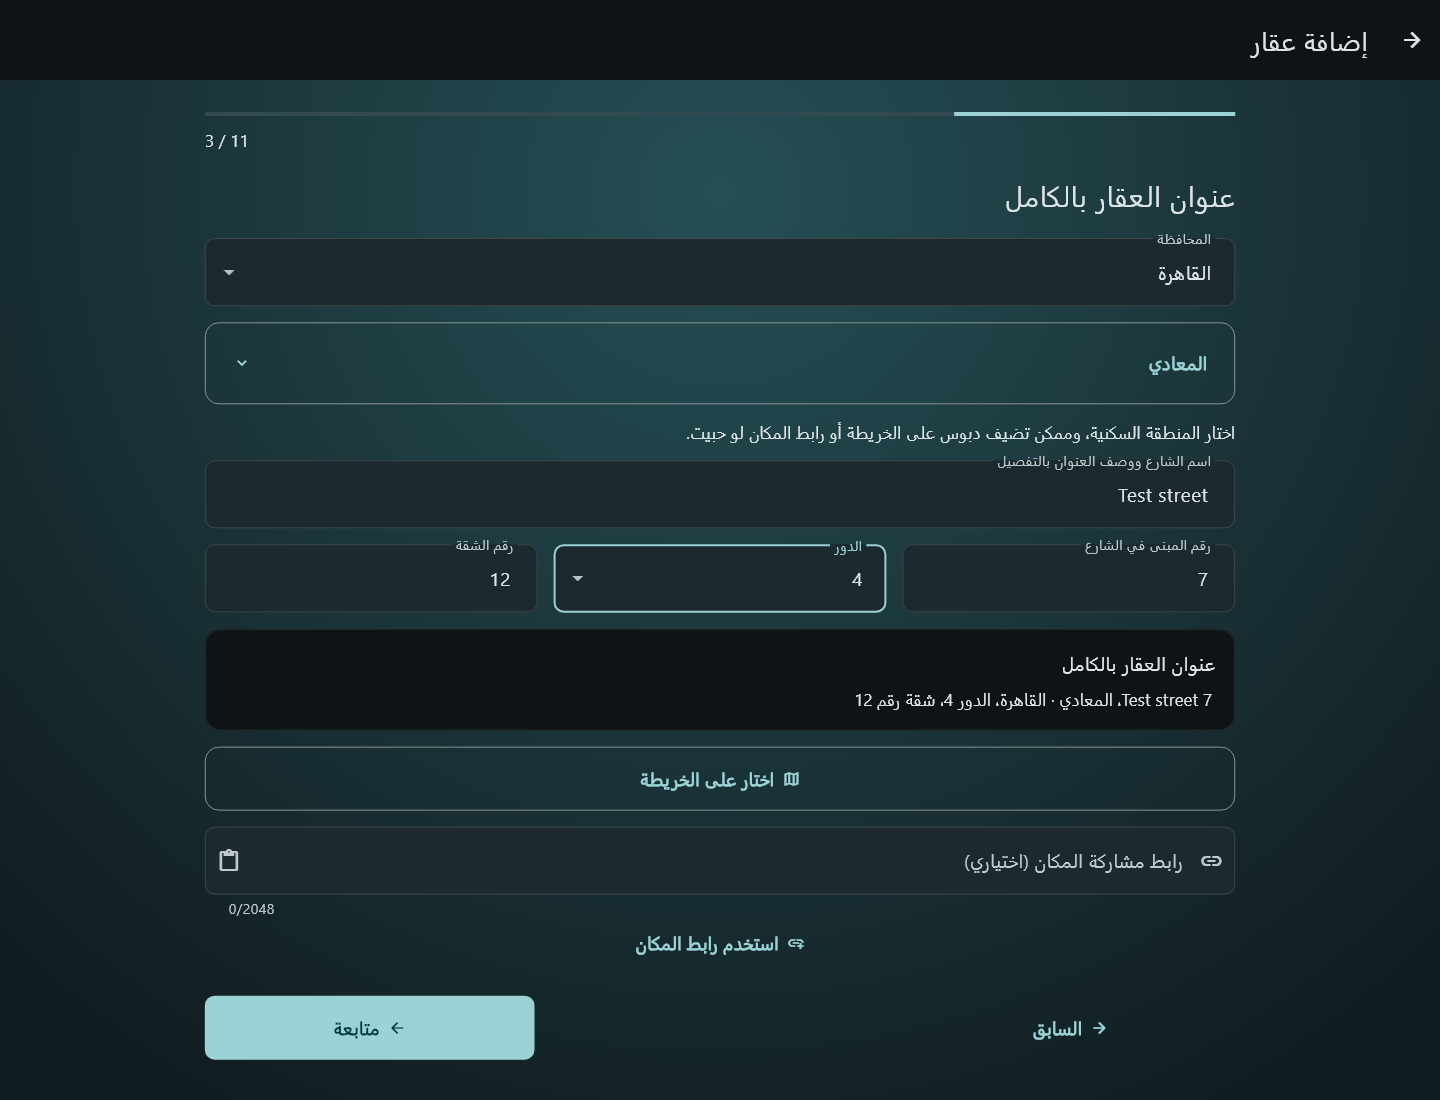 إضافة عقار
3 / 11
عنوان العقار بالكامل
المحافظة
القاهرة
المعادي
اختار المنطقة السكنية، وممكن تضيف دبوس على الخريطة أو رابط المكان لو حبيت.
اسم الشارع ووصف العنوان بالتفصيل
Test street
رقم المبنى في الشارع
7
الدور
4
رقم الشقة
12
عنوان العقار بالكامل
7 Test street، المعادي · القاهرة، الدور 4، شقة رقم 12
اختار على الخريطة
رابط مشاركة المكان (اختياري)
0/2048
استخدم رابط المكان
السابق
متابعة